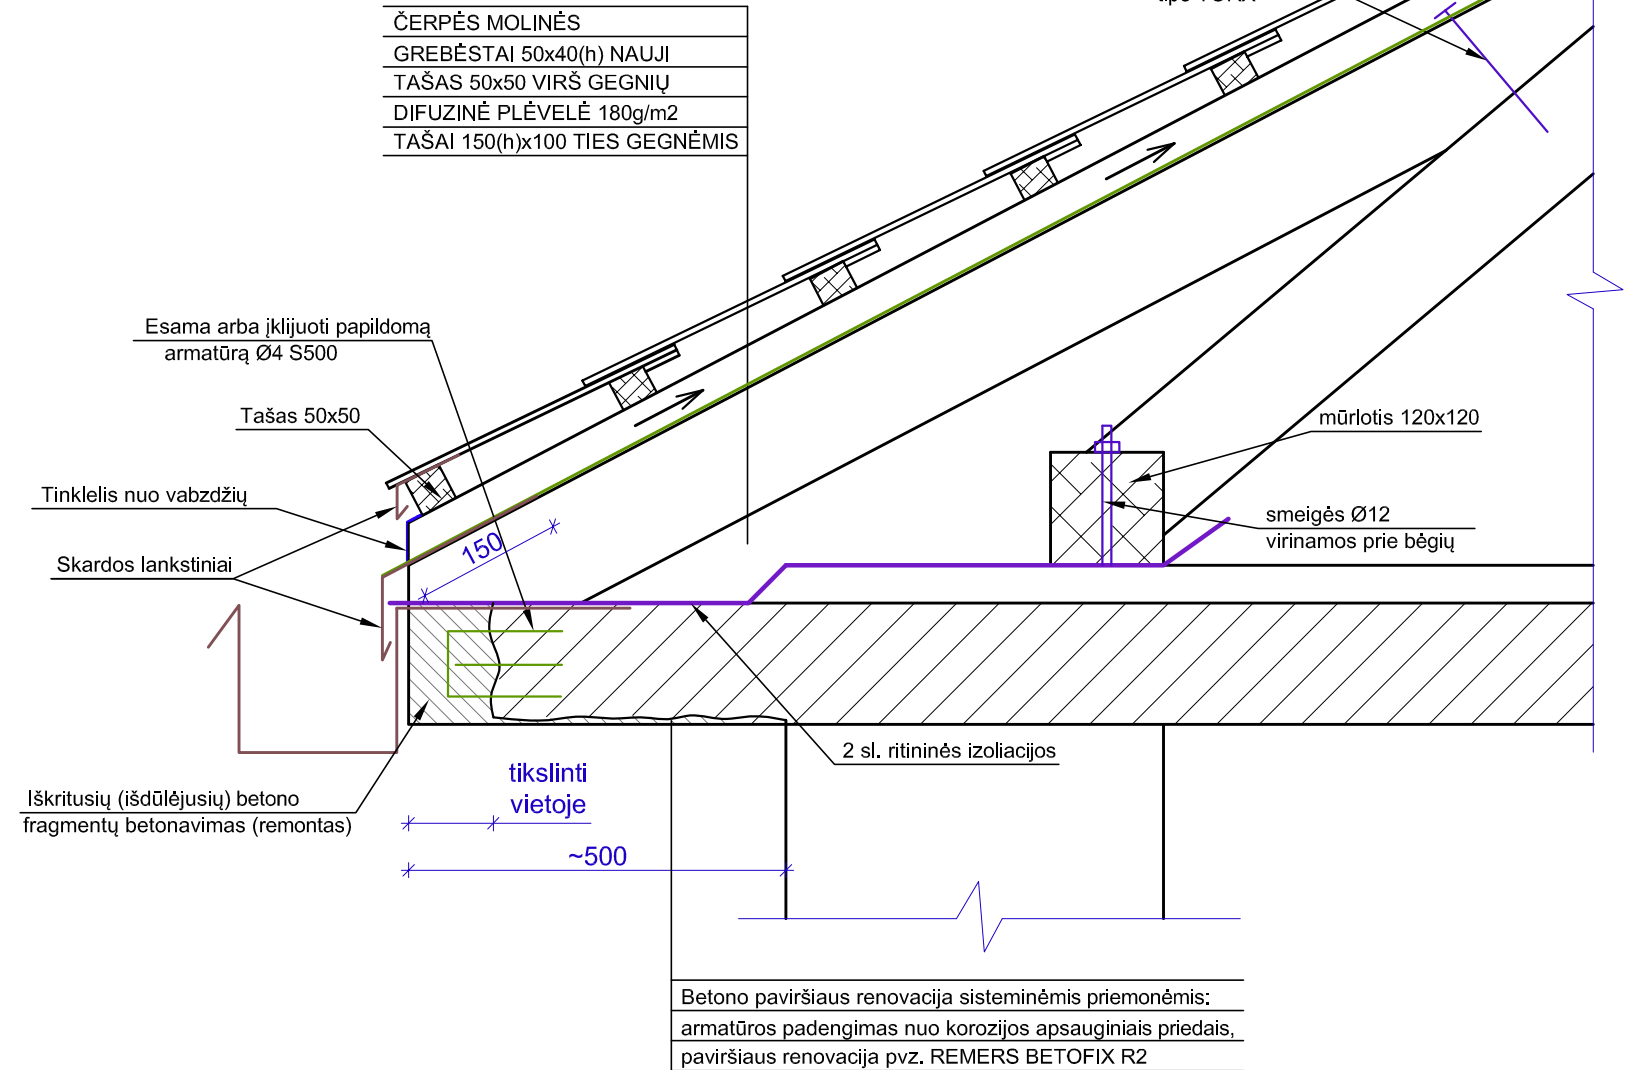 ČERPĖS MOLINĖS
GREBĖSTAI 50x40(h) NAUJI
TAŠAS 50x50 VIRŠ GEGNIŲ
DIFUZINĖ PLĖVELĖ 180g/m2
TAŠAI 150(h)x100 TIES GEGNĖMIS
Esama arba įklijuoti papildomą
armatūrą Ø4 S500
Tašas 50x50
Tinklelis nuo vabzdžių
Skardos lankstiniai
150
mūrlotis 120x120
smeigės Ø12
virinamos prie bėgių
2 sl. ritininės izoliacijos
tikslinti
vietoje
~500
Iškritusių (išdūlėjusių) betono
fragmentų betonavimas (remontas)
Betono paviršiaus renovacija sisteminėmis priemonėmis:
armatūros padengimas nuo korozijos apsauginiais priedais,
paviršiaus renovacija pvz. REMERS BETOFIX R2